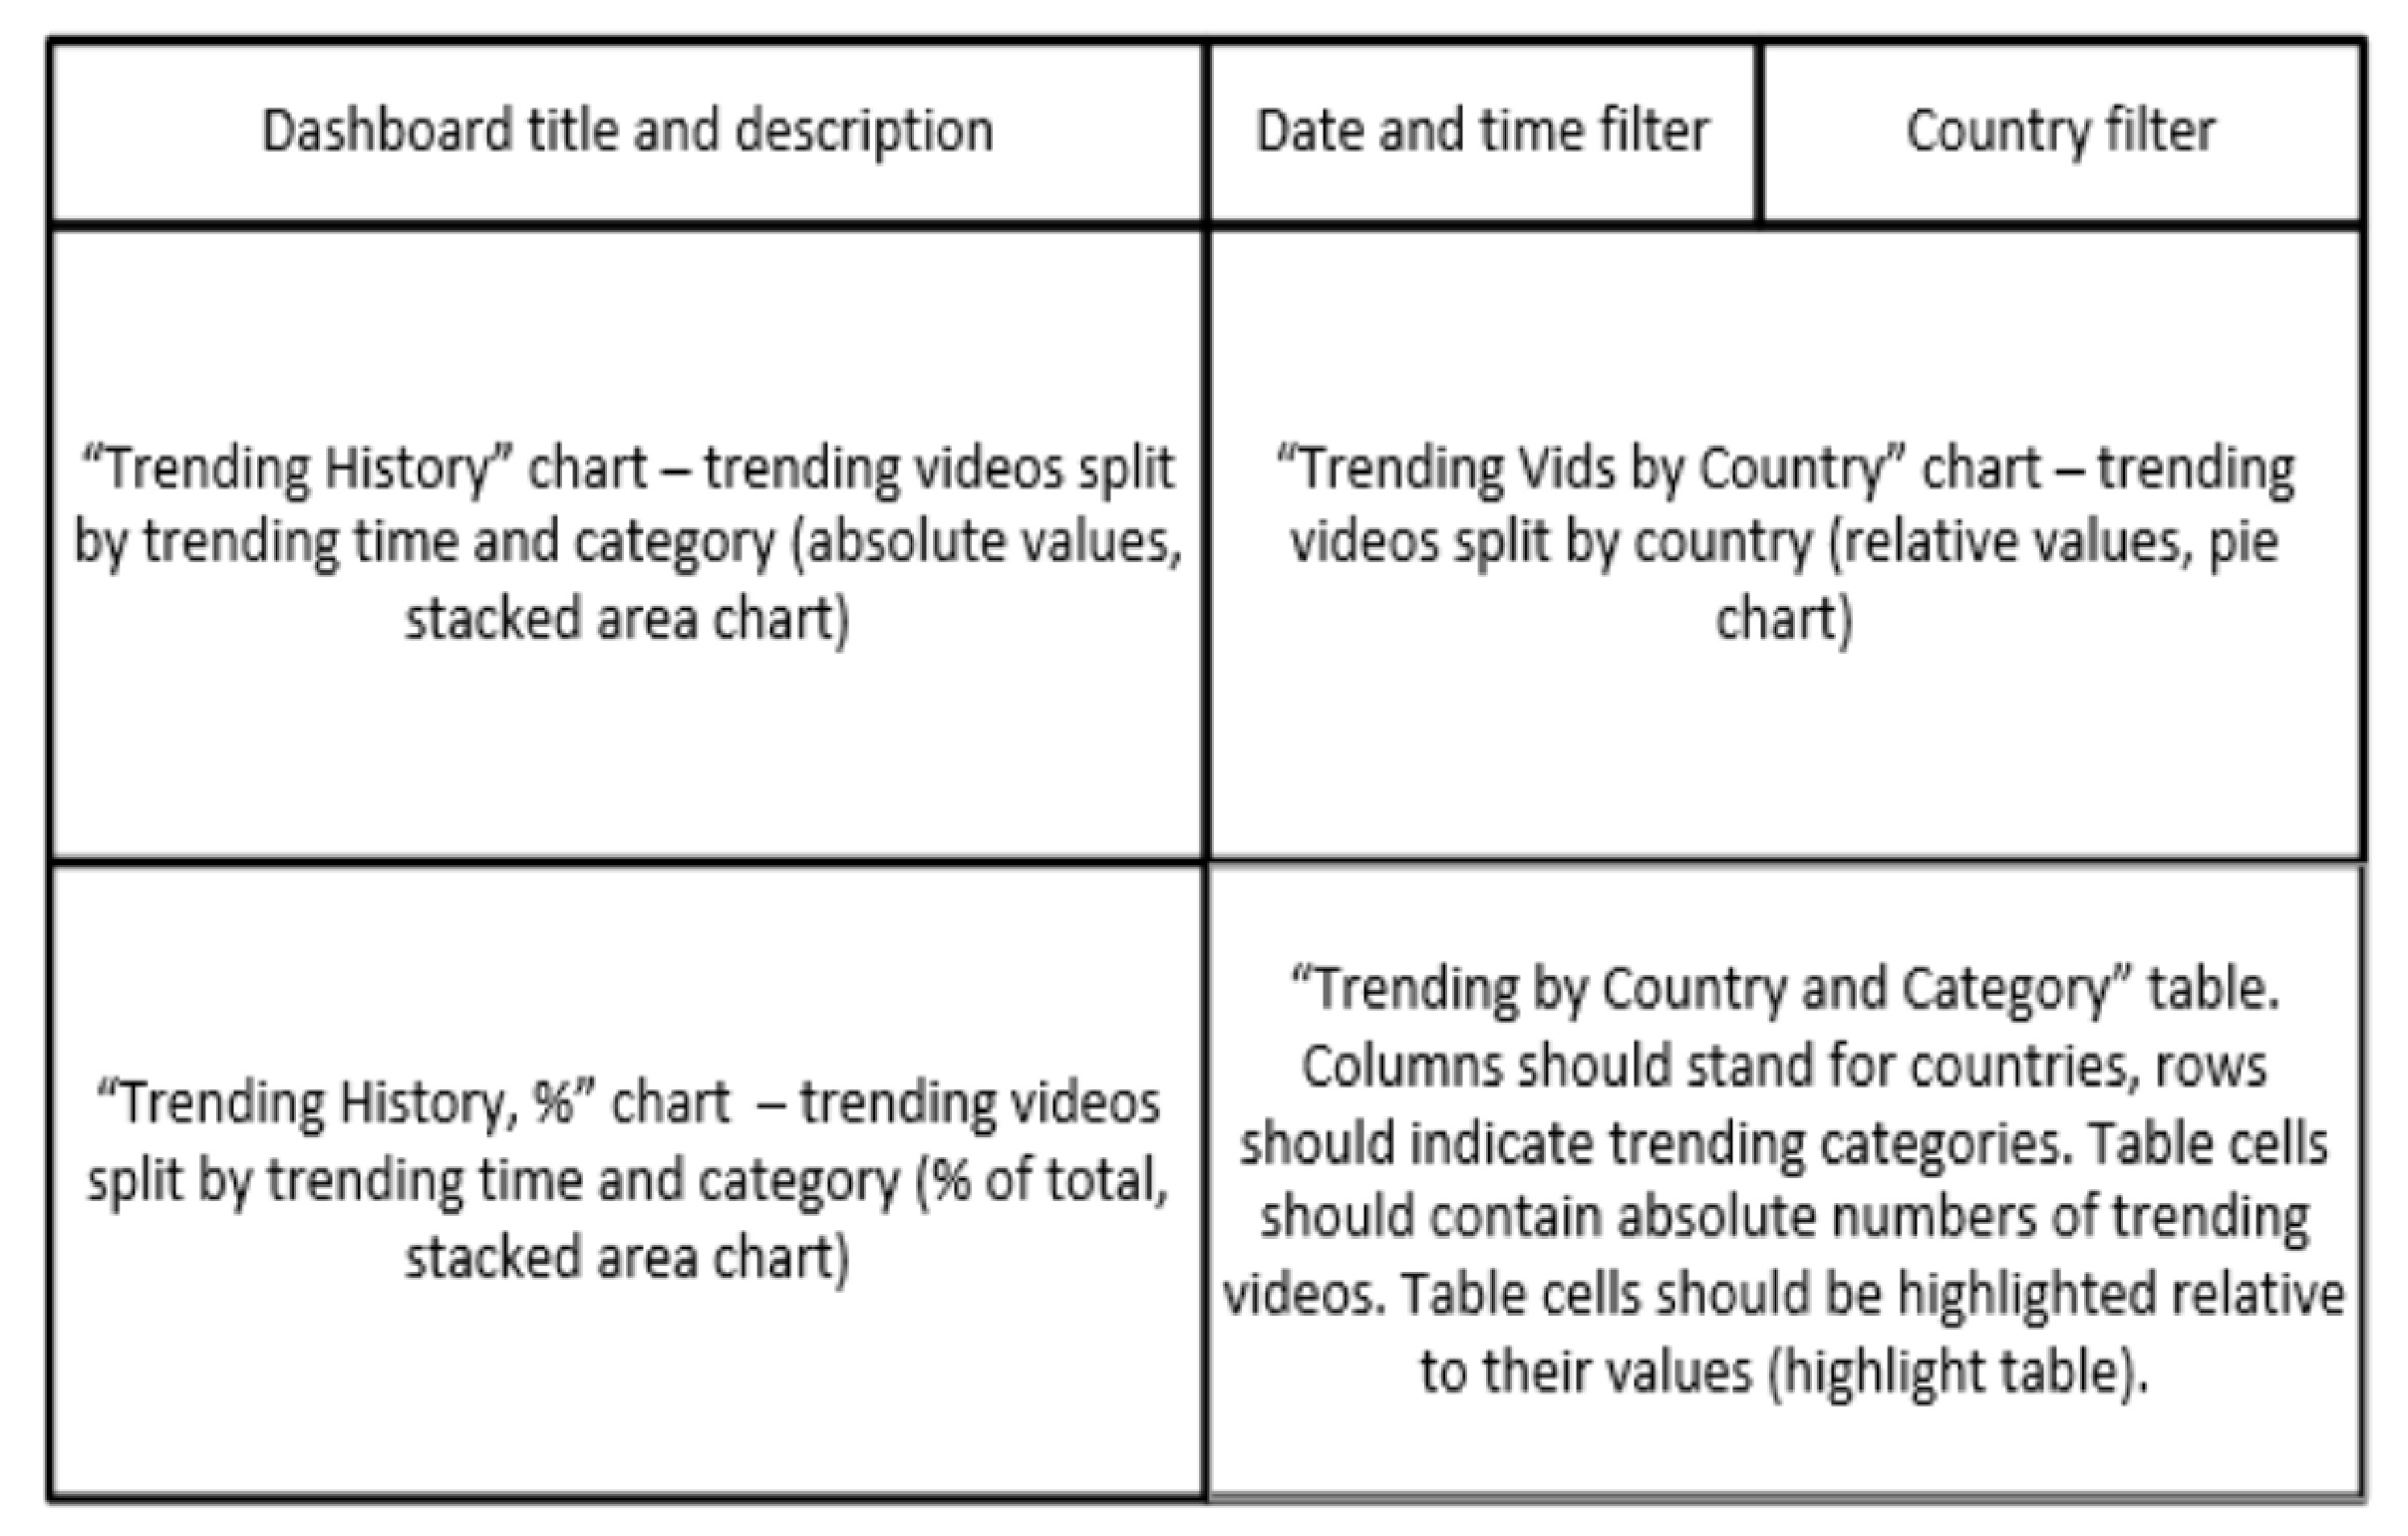 Dashboard title and description
Date and time filter
Country filter
“Trending History” chart – trending videos split
by trending time and category (absolute values,
stacked area chart)
“Trending Vids by Country” chart – trending
videos split by country (relative values, pie
chart)
“Trending History, %” chart  – trending videos
split by trending time and category (% of total,
stacked area chart)
“Trending by Country and Category” table.
Columns should stand for countries, rows
should indicate trending categories. Table cells
should contain absolute numbers of trending
videos. Table cells should be highlighted relative
to their values (highlight table).